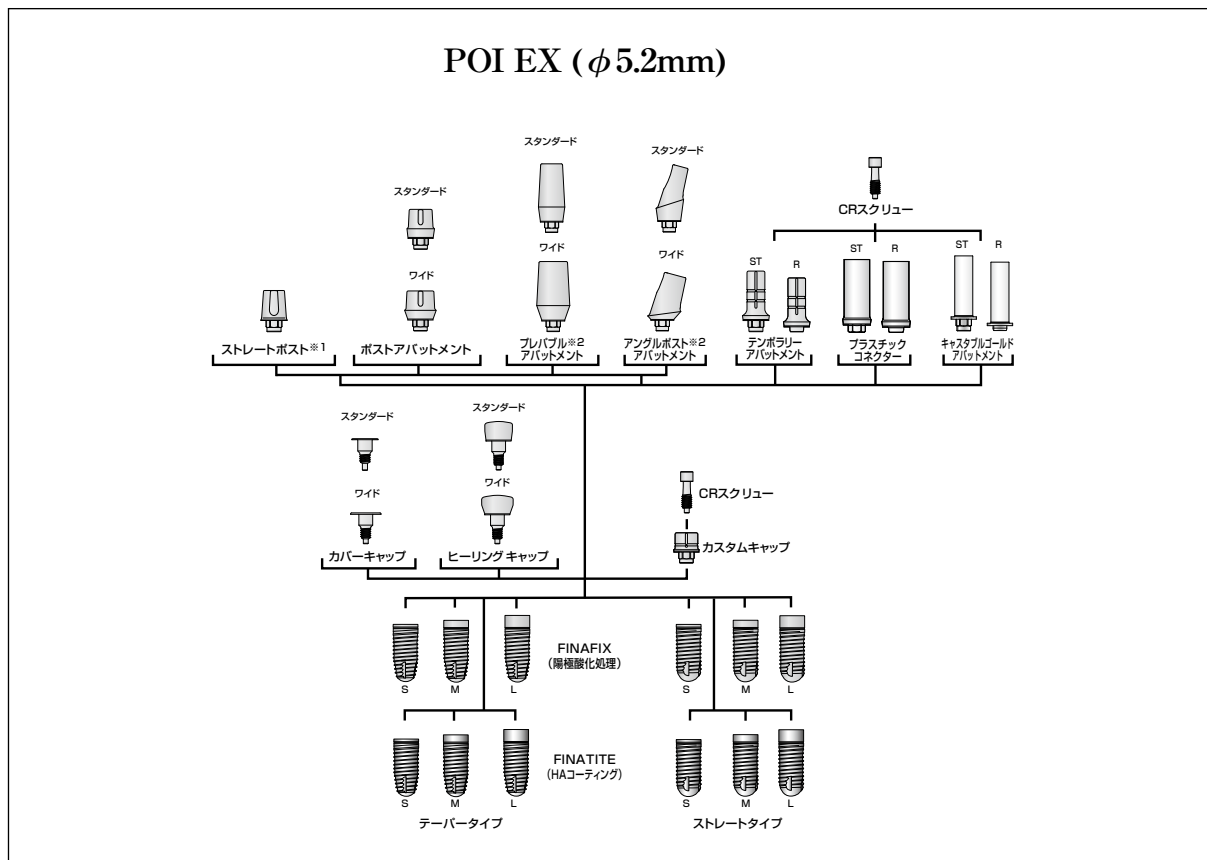 POI EX (φ5.2mm)
スタンダード
スタンダード
CRスクリュー
スタンダード
ワイド
ワイド
ワイド
ST
R
ST
R
ST
R
ストレートポスト※1
ポストアバットメント
プレパブル※2
アバットメント
アングルポスト※2
アバットメント
テンポラリー
アバットメント
プラスチック
コネクター
キャスタブルゴールド
アバットメント
スタンダード
スタンダード
ワイド
ワイド
CRスクリュー
カバーキャップ
ヒーリングキャップ
カスタムキャップ
FINAFIX
(陽極酸化処理)
S
M
L
S
M
L
FINATITE
(HAコーティング)
S
M
L
S
M
L
テーパータイプ
ストレートタイプ